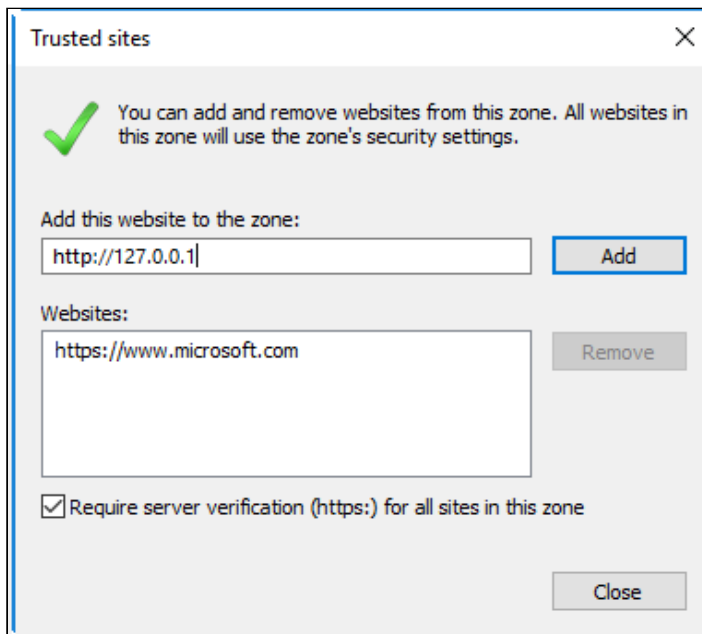 Trusted sites
You can add and remove websites from this zone. All websites in
this zone will use the zone's security settings.
Add this website to the zone:
http://127.0.0.1
Add
Websites:
https://www.microsoft.com
Remove
Require server verification (https:) for all sites in this zone
Close